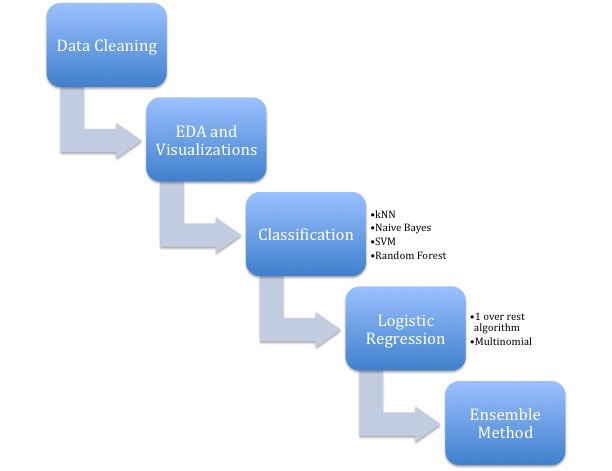 Data Cleaning
EDA and
Visualizations
Classification
•kNN
•Naive Bayes
•SVM
•Random Forest
Logistic
Regression
•1 over rest
algorithm
•Multinomial
Ensemble
Method